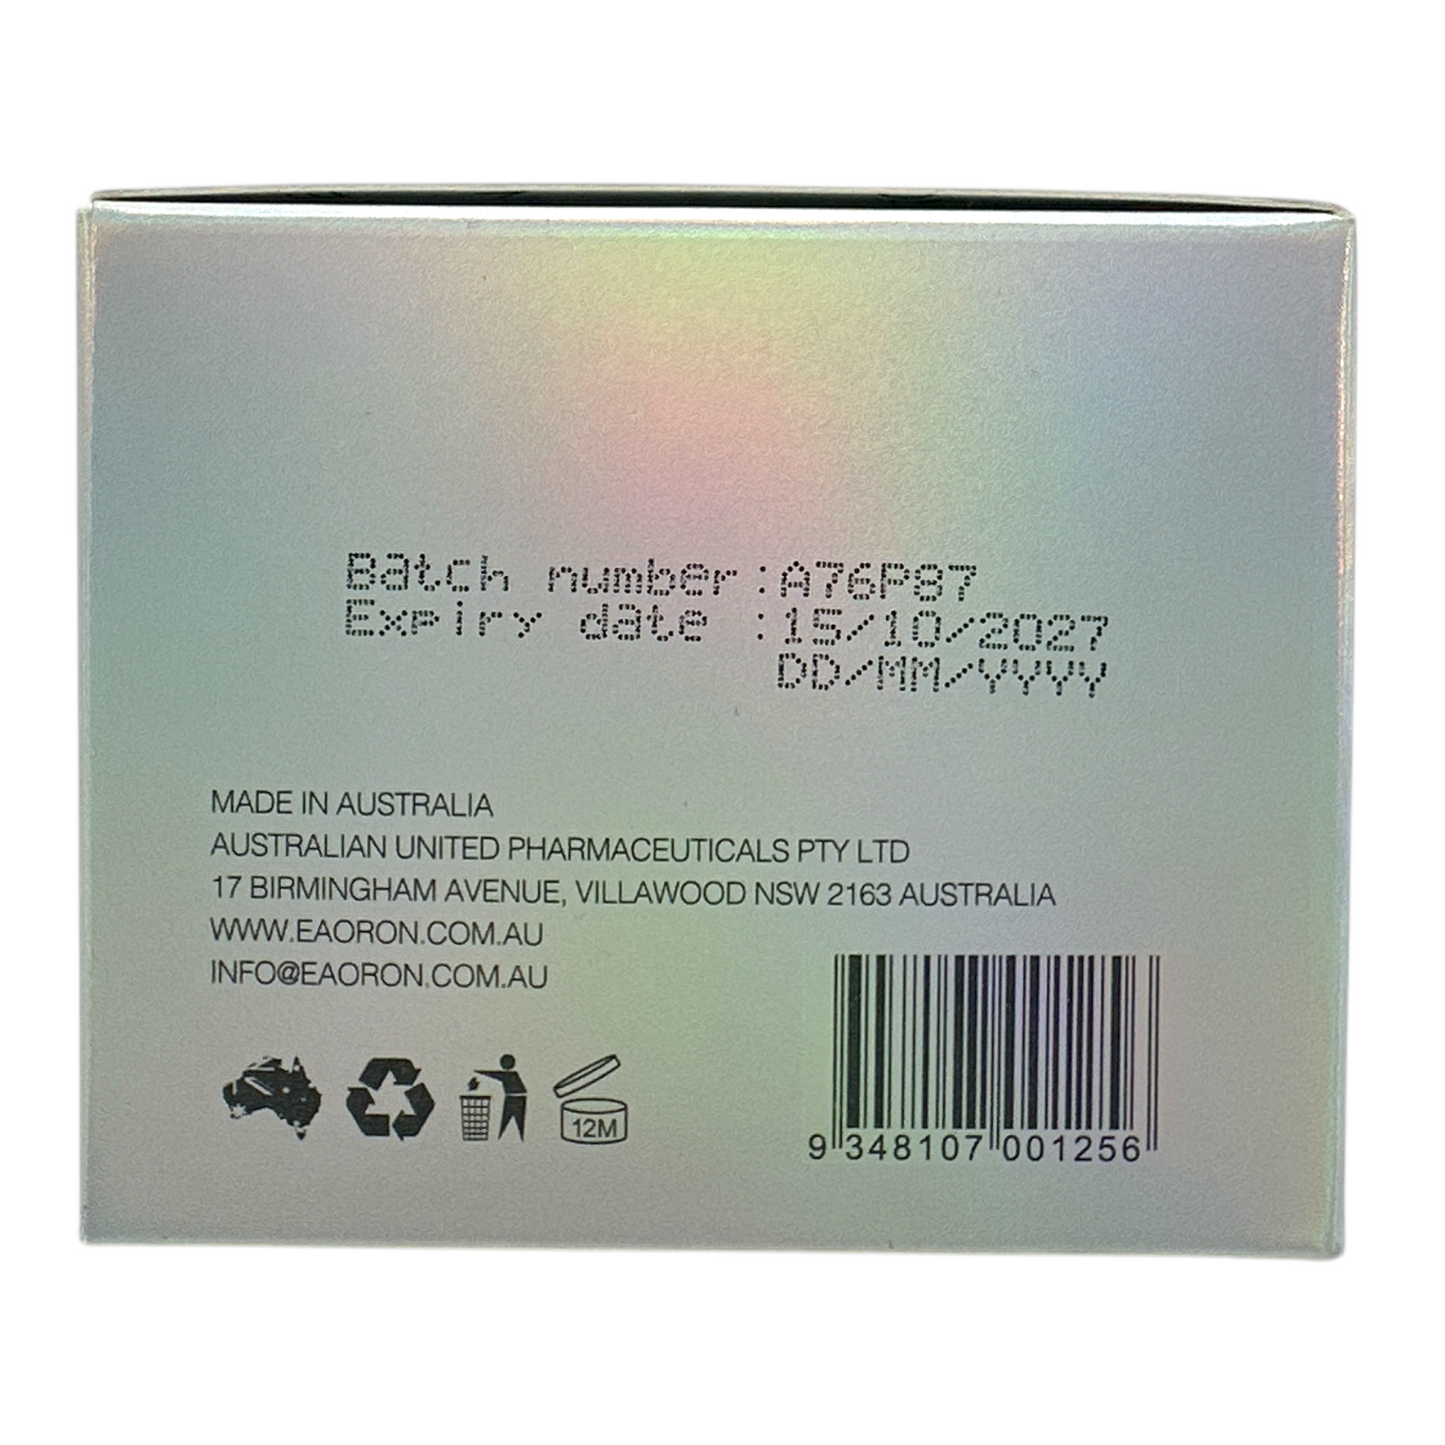 Batch number :A76P87
Expiry date :15/10/2027
DD/MM/YYYY
MADE IN AUSTRALIA
AUSTRALIAN UNITED PHARMACEUTICALS PTY LTD
17 BIRMINGHAM AVENUE, VILLAWOOD NSW 2163 AUSTRALIA
WWW.EAORON.COM.AU
INFO@EAORON.COM.AU
12M
9 348107 001256